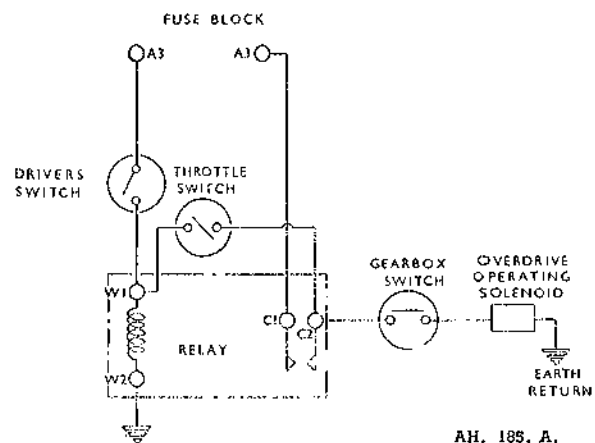 FUSE BLOCK
A3
A3
DRIVERS
SWITCH
THROTTLE
SWITCH
GEARBOX
SWITCH
OVERDRIVE
OPERATING
SOLENOID
W1
C1
C2
RELAY
W2
EARTH
RETURN
AH. 185. A.